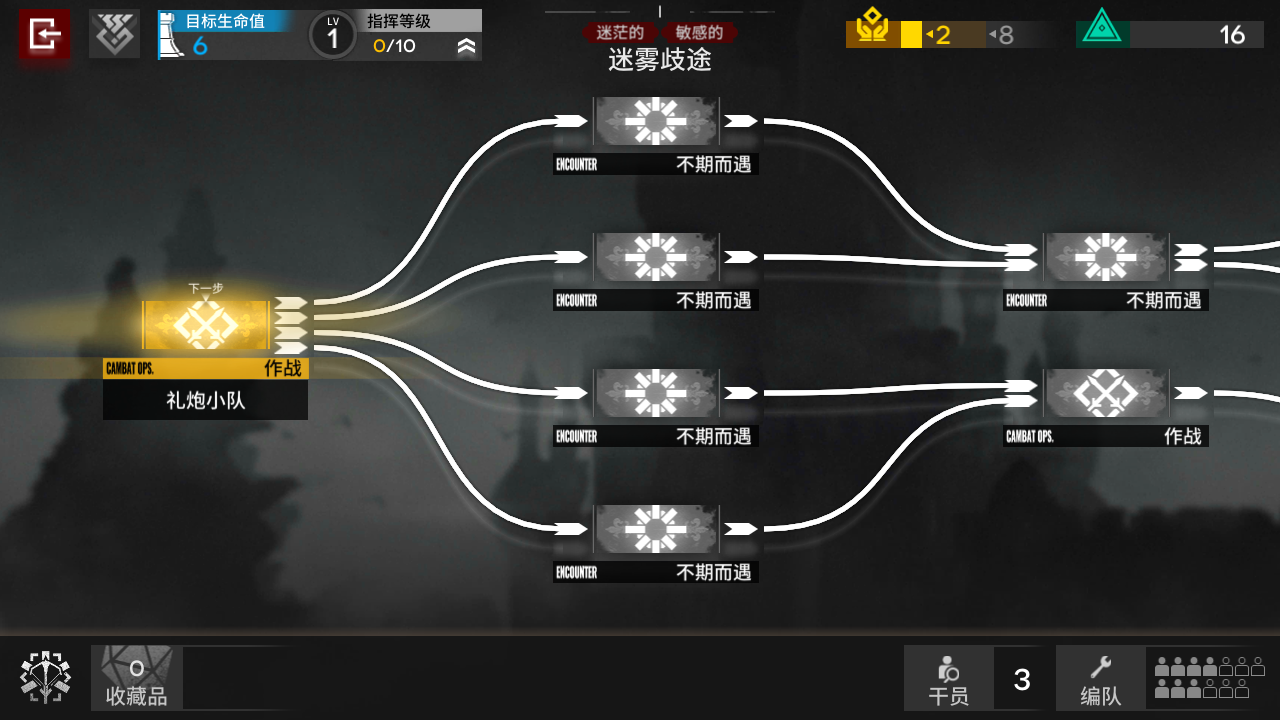 目标生命值
6
LV
1
指挥等级
0/10
迷茫的
敏感的
迷雾歧途
2
8
16
ENCOUNTER 不期而遇
ENCOUNTER 不期而遇
ENCOUNTER 不期而遇
下一步
CAMBAT OPS. 作战
礼炮小队
ENCOUNTER 不期而遇
CAMBAT OPS. 作战
ENCOUNTER 不期而遇
0
收藏品
干员
3
编队